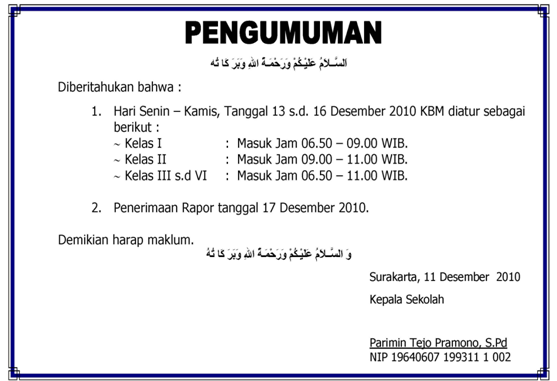 PENGUMUMAN
اَلسَّلاَمُ عَلَيْكُمْ وَرَحْمَةُ اللهِ وَبَرَ كَا تُه
Diberitahukan bahwa :
1. Hari Senin – Kamis, Tanggal 13 s.d. 16 Desember 2010 KBM diatur sebagai
berikut :
~ Kelas I : Masuk Jam 06.50 – 09.00 WIB.
~ Kelas II : Masuk Jam 09.00 – 11.00 WIB.
~ Kelas III s.d VI : Masuk Jam 06.50 – 11.00 WIB.
2. Penerimaan Rapor tanggal 17 Desember 2010.
Demikian harap maklum.
وَ السَّلاَمُ عَلَيْكُمْ وَرَحْمَةُ اللهِ وَبَرَ كَا تُهُ
Surakarta, 11 Desember 2010
Kepala Sekolah
Parimin Tejo Pramono, S.Pd
NIP 19640607 199311 1 002